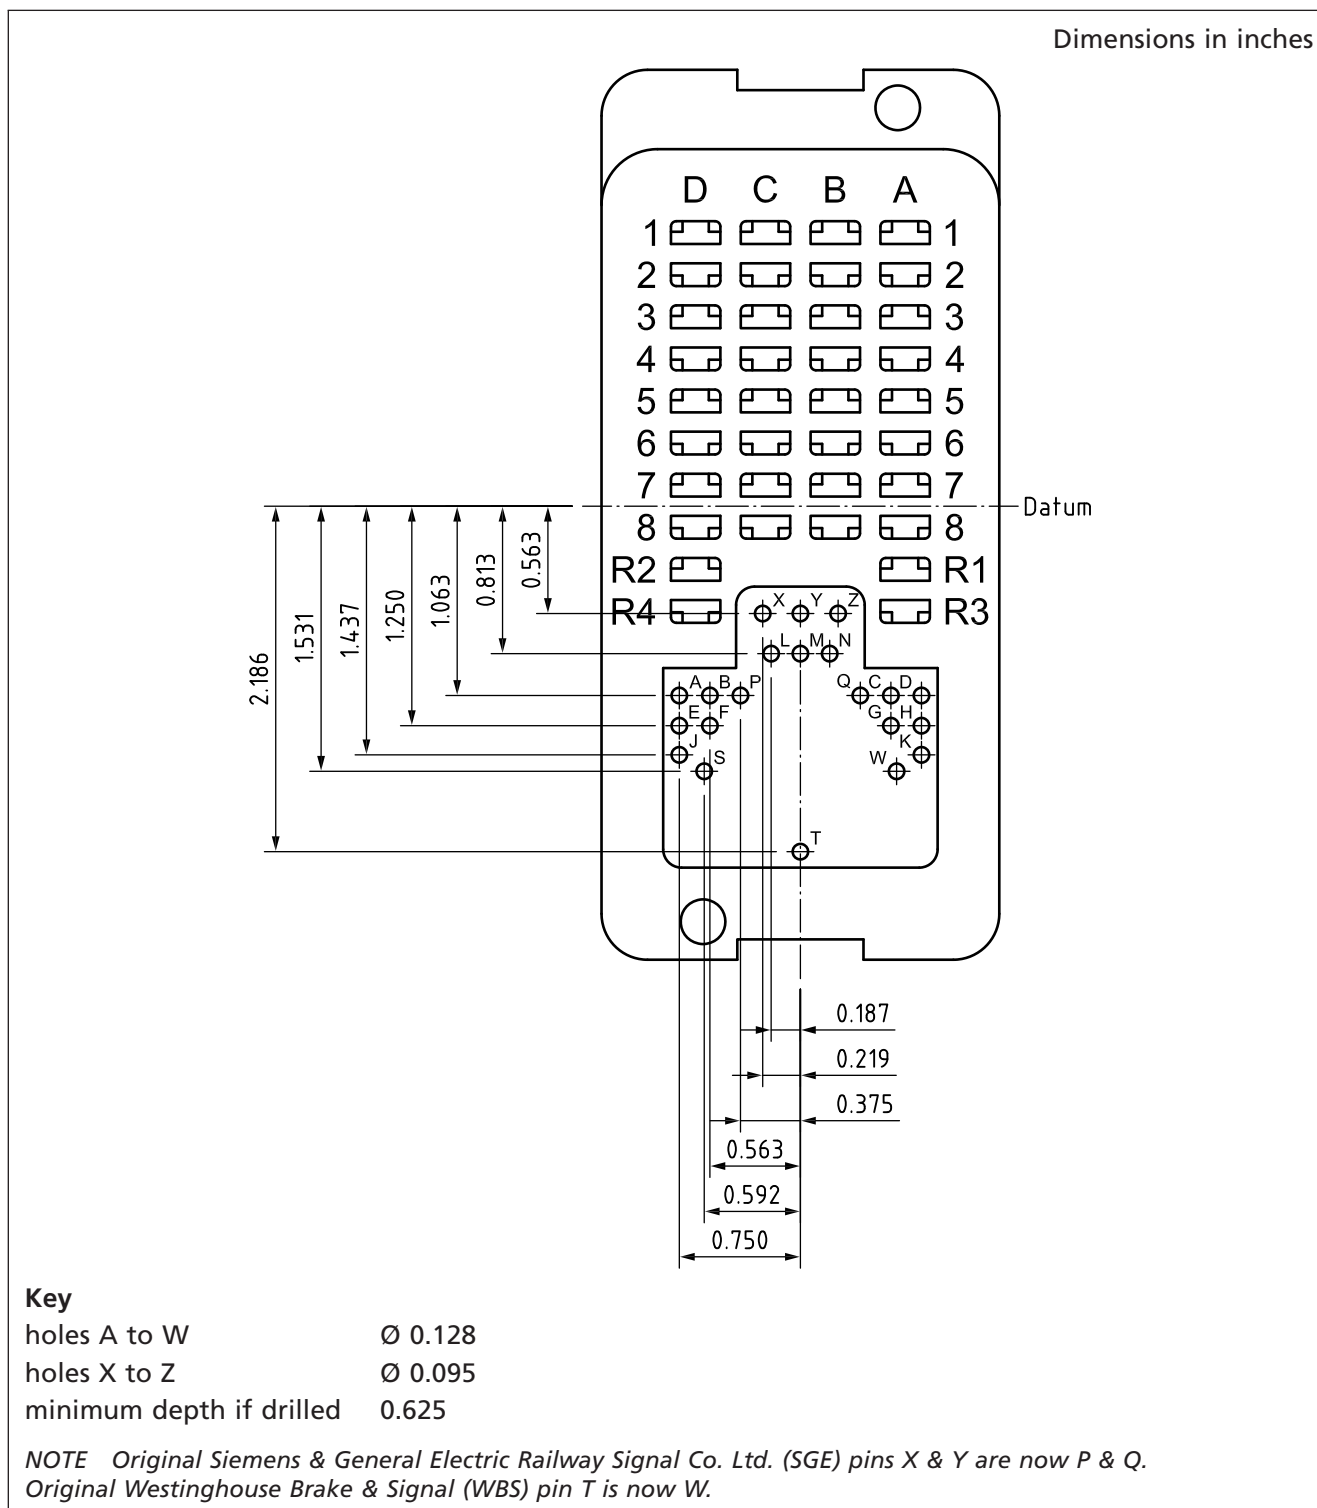 Dimensions in inches
D C B A
1 1
2 2
3 3
4 4
5 5
6 6
7 7
Datum
8 8
R2 R1
R4 R3
X Y Z
L M N
A B P Q C D
E F G H
J K
S W
T
0.563
0.813
1.063
1.250
1.437
1.531
2.186
0.187
0.219
0.375
0.563
0.592
0.750
Key
holes A to W Ø 0.128
holes X to Z Ø 0.095
minimum depth if drilled 0.625
NOTE Original Siemens & General Electric Railway Signal Co. Ltd. (SGE) pins X & Y are now P & Q.
Original Westinghouse Brake & Signal (WBS) pin T is now W.